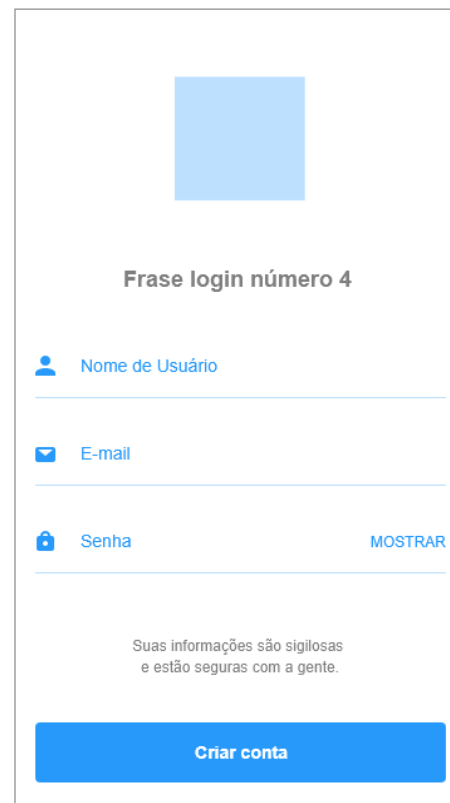 Frase login número 4
Nome de Usuário
E-mail
Senha MOSTRAR
Suas informações são sigilosas
e estão seguras com a gente.
Criar conta